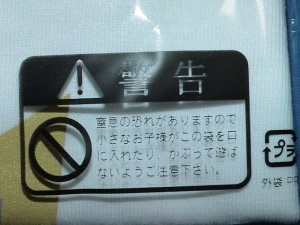 警告
窒息の恐れがありますので
小さなお子様がこの袋を口
に入れたり、かぶって遊ば
ないようご注意下さい。
プラ
外袋 PP